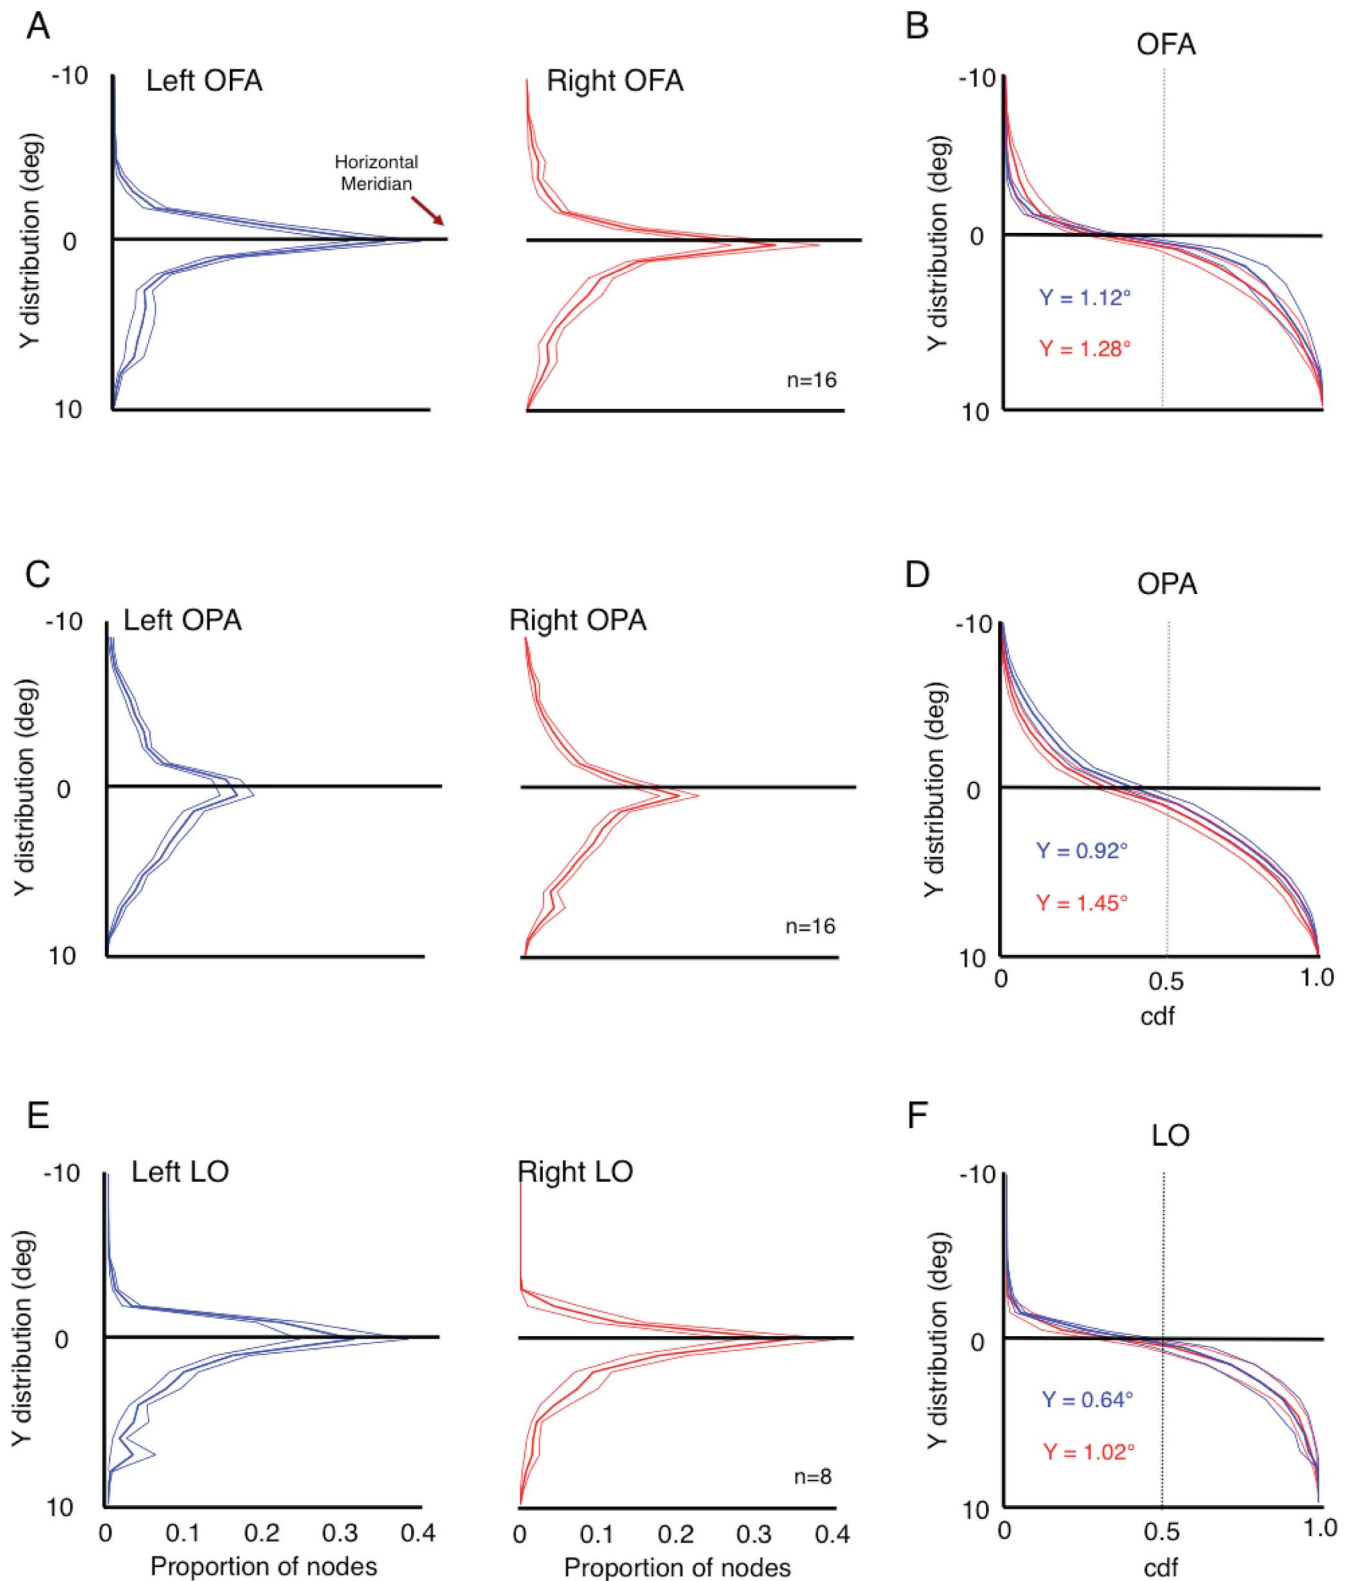 A
B
Left OFA
Right OFA
OFA
-10
Y distribution (deg)
0
10
Horizontal
Meridian
n=16
-10
Y distribution (deg)
0
10
Y = 1.12°
Y = 1.28°
C
D
Left OPA
Right OPA
OPA
-10
Y distribution (deg)
0
10
n=16
-10
Y distribution (deg)
0
10
Y = 0.92°
Y = 1.45°
0 0.5 1.0
cdf
E
F
Left LO
Right LO
LO
-10
Y distribution (deg)
0
10
n=8
0 0.1 0.2 0.3 0.4
Proportion of nodes
0 0.1 0.2 0.3 0.4
Proportion of nodes
-10
Y distribution (deg)
0
10
Y = 0.64°
Y = 1.02°
0 0.5 1.0
cdf